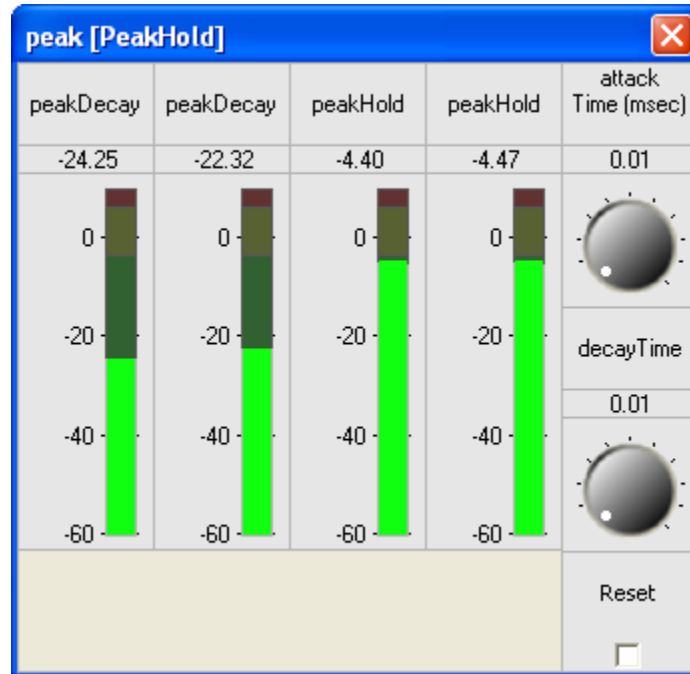 peak [PeakHold]
peakDecay peakDecay peakHold peakHold attack
Time (msec)
-24.25 -22.32 -4.40 -4.47 0.01
0 0 0 0
-20 -20 -20 -20
decayTime
0.01
-40 -40 -40 -40
-60 -60 -60 -60
Reset